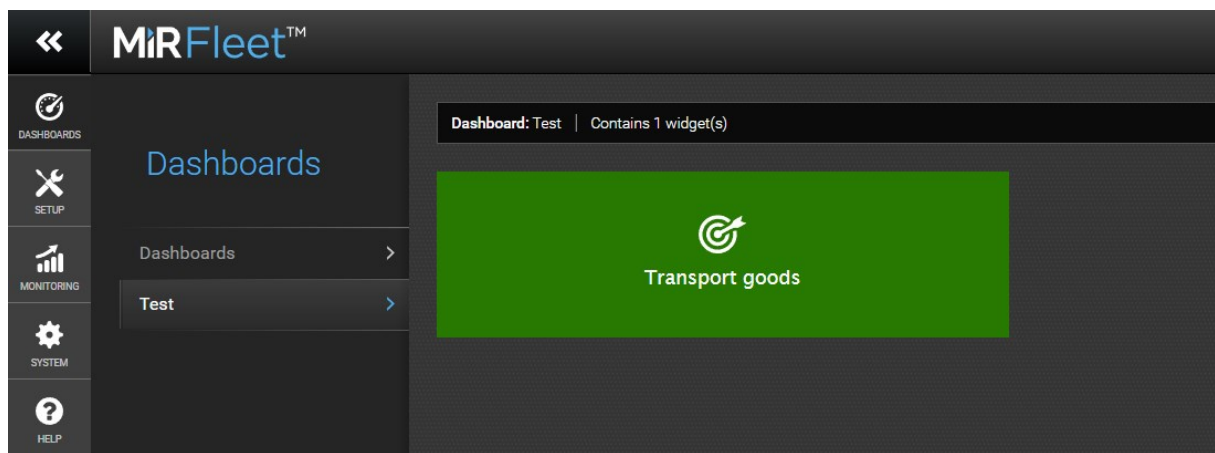 MiRFleet™
DASHBOARDS
SETUP
MONITORING
SYSTEM
HELP
Dashboards
Dashboards
Test
Dashboard: Test | Contains 1 widget(s)
Transport goods